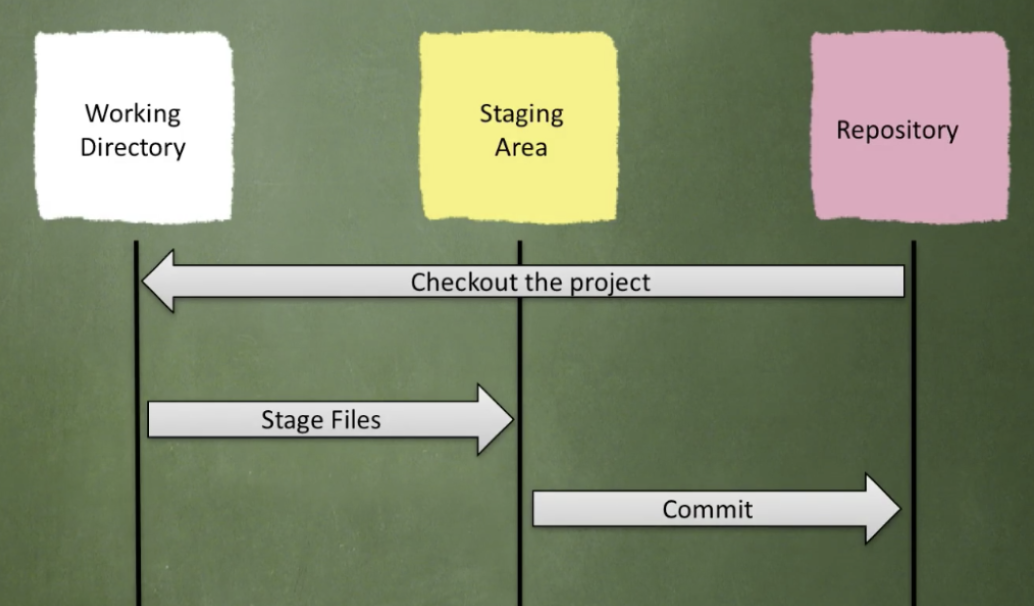 Working
Directory
Staging
Area
Repository
Checkout the project
Stage Files
Commit